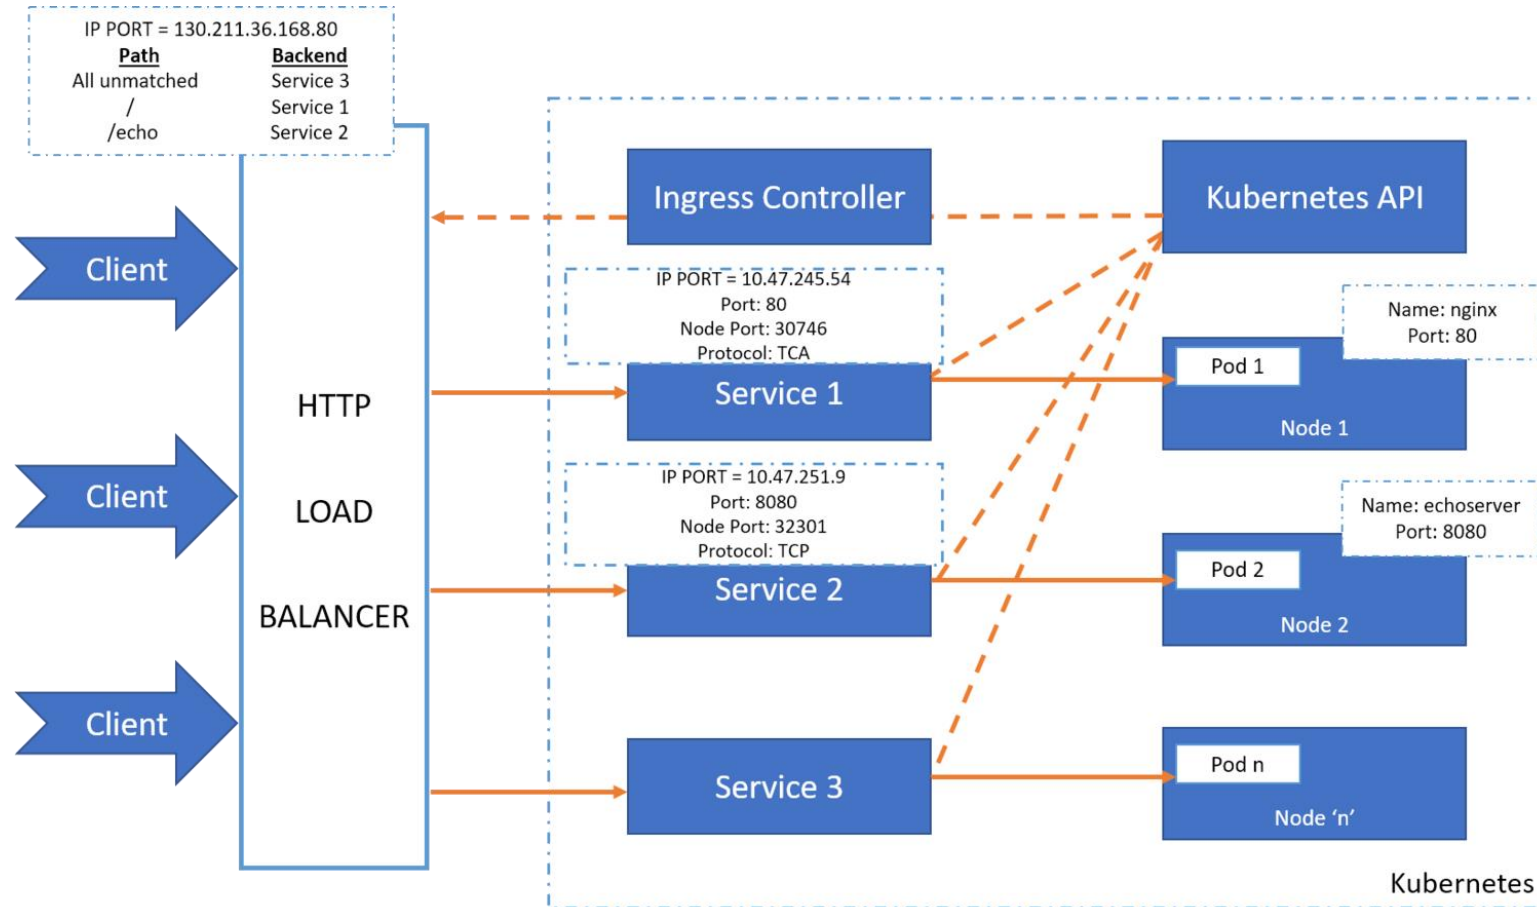 IP PORT = 130.211.36.168.80
Path Backend
All unmatched Service 3
/ Service 1
/echo Service 2
Client
Client
Client
HTTP
LOAD
BALANCER
Ingress Controller
Kubernetes API
IP PORT = 10.47.245.54
Port: 80
Node Port: 30746
Protocol: TCA
Service 1
Name: nginx
Port: 80
Pod 1
Node 1
IP PORT = 10.47.251.9
Port: 8080
Node Port: 32301
Protocol: TCP
Service 2
Name: echoserver
Port: 8080
Pod 2
Node 2
Service 3
Pod n
Node ‘n’
Kubernetes